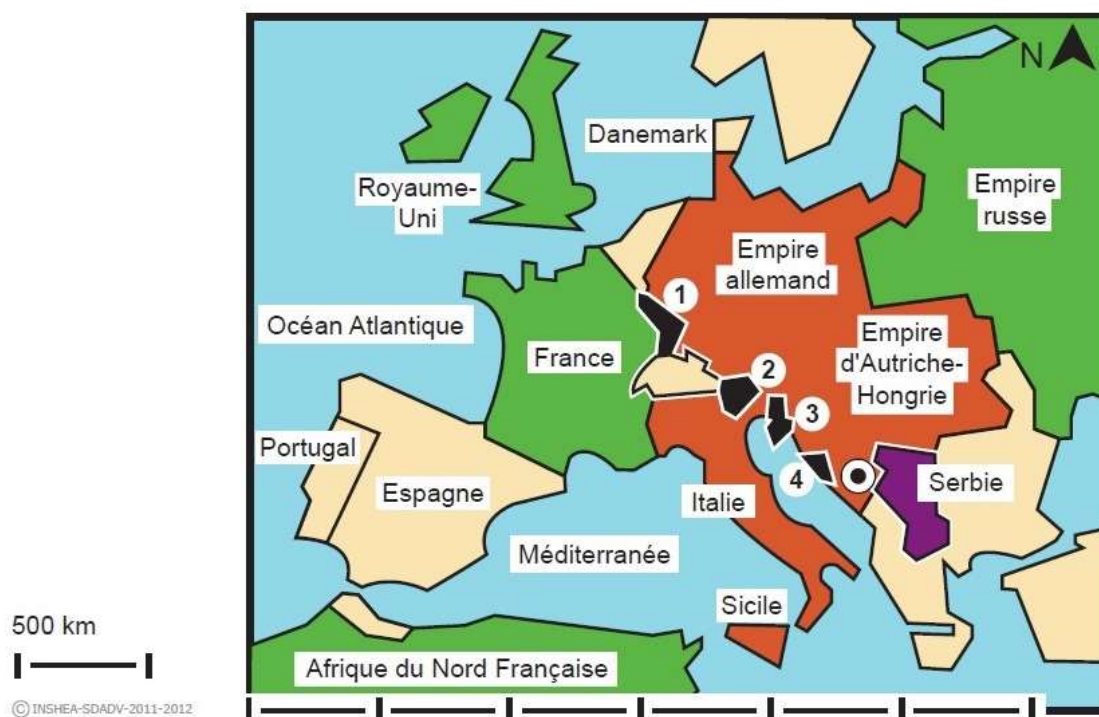 N
Danemark
Royaume-
Uni
Empire
russe
Empire
allemand
1
Océan Atlantique
France
Empire
d'Autriche-
Hongrie
2
3
Portugal
Espagne
4
Serbie
Italie
Méditerranée
Sicile
500 km
Afrique du Nord Française
© INSHEA-SDADV-2011-2012